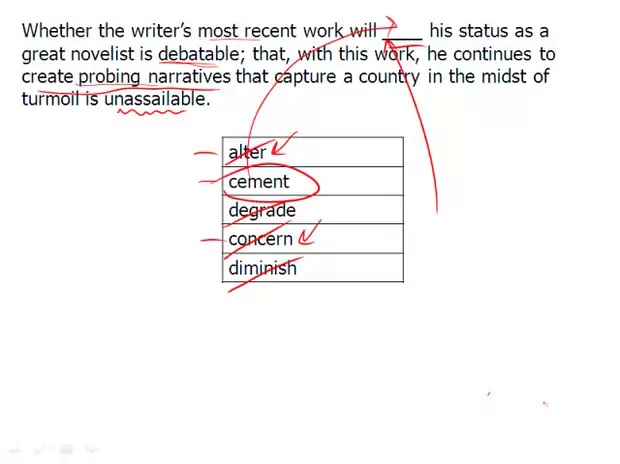 Whether the writer's most recent work will ____ his status as a
great novelist is debatable; that, with this work, he continues to
create probing narratives that capture a country in the midst of
turmoil is unassailable.
alter
cement
degrade
concern
diminish